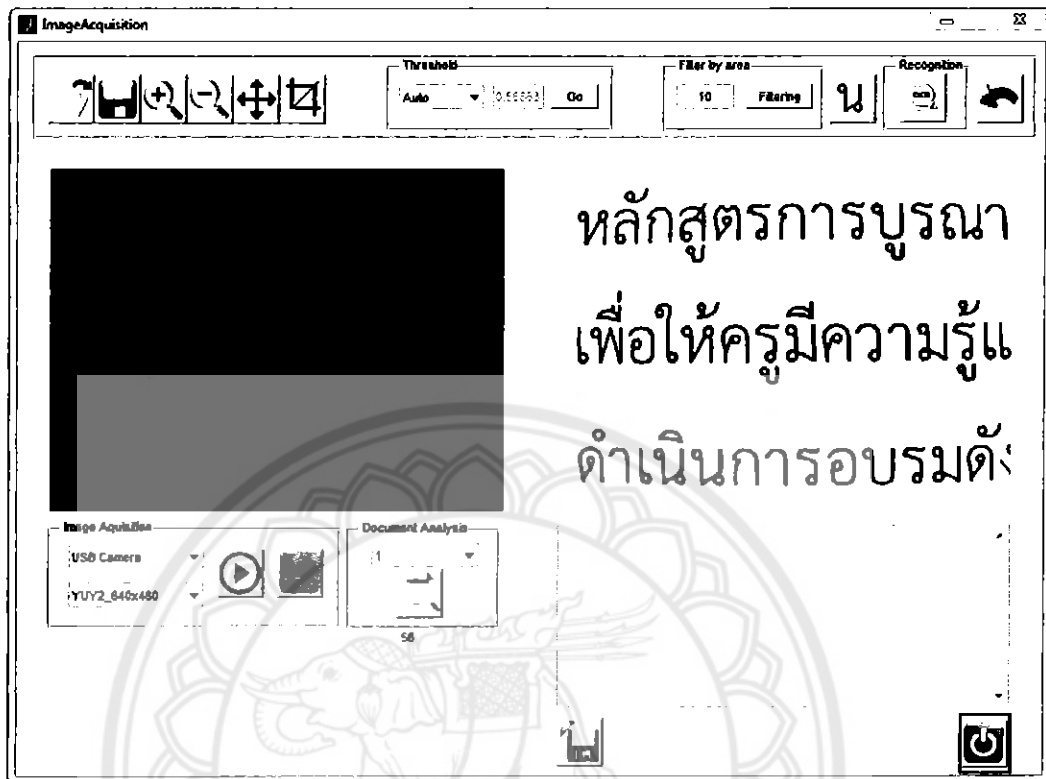 ImageAcquisition
Threshold
Auto
Go
Filter by area
10
Filtering
น
Recognition
หลักสูตรการบูรณา
เพื่อให้ครูมีความรู้แ
ดำเนินการอบรมดัง
Image Aquisition
USB Camera
YUY2_640x480
Document Analysis
1
56